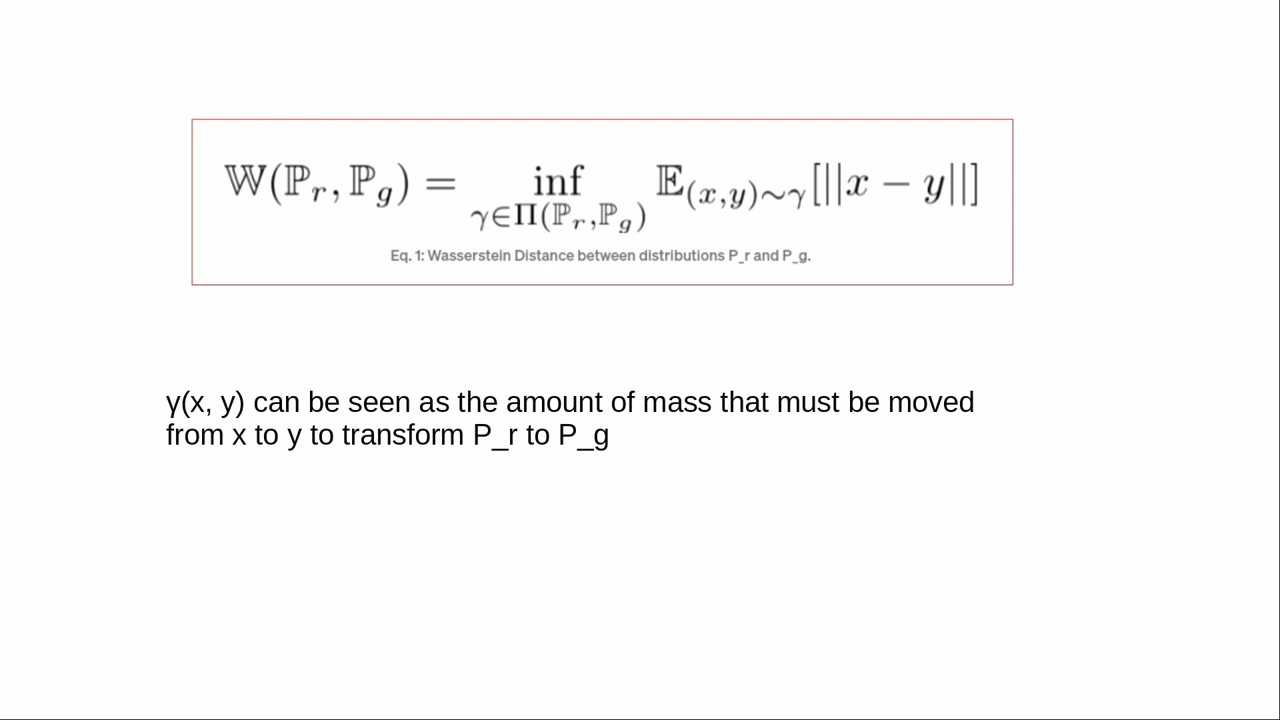 𝕎(ℙ_r, ℙ_g) = inf_{γ∈Π(ℙ_r,ℙ_g)} 𝔼_{(x,y)∼γ}[||x − y||]
Eq. 1: Wasserstein Distance between distributions P_r and P_g.
γ(x, y) can be seen as the amount of mass that must be moved
from x to y to transform P_r to P_g